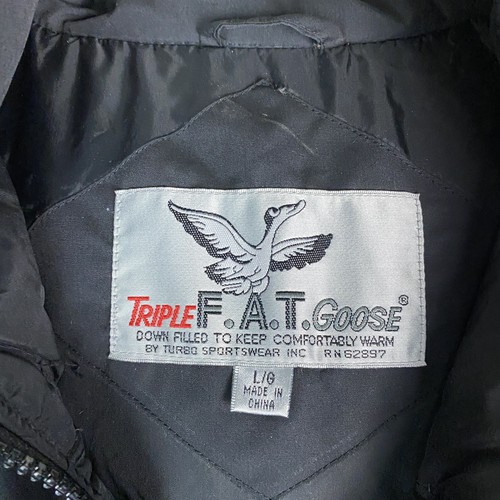 TRIPLE F.A.T. GOOSE®
DOWN FILLED TO KEEP COMFORTABLY WARM
BY TURBO SPORTSWEAR INC RN 62897
L/G
MADE IN
CHINA